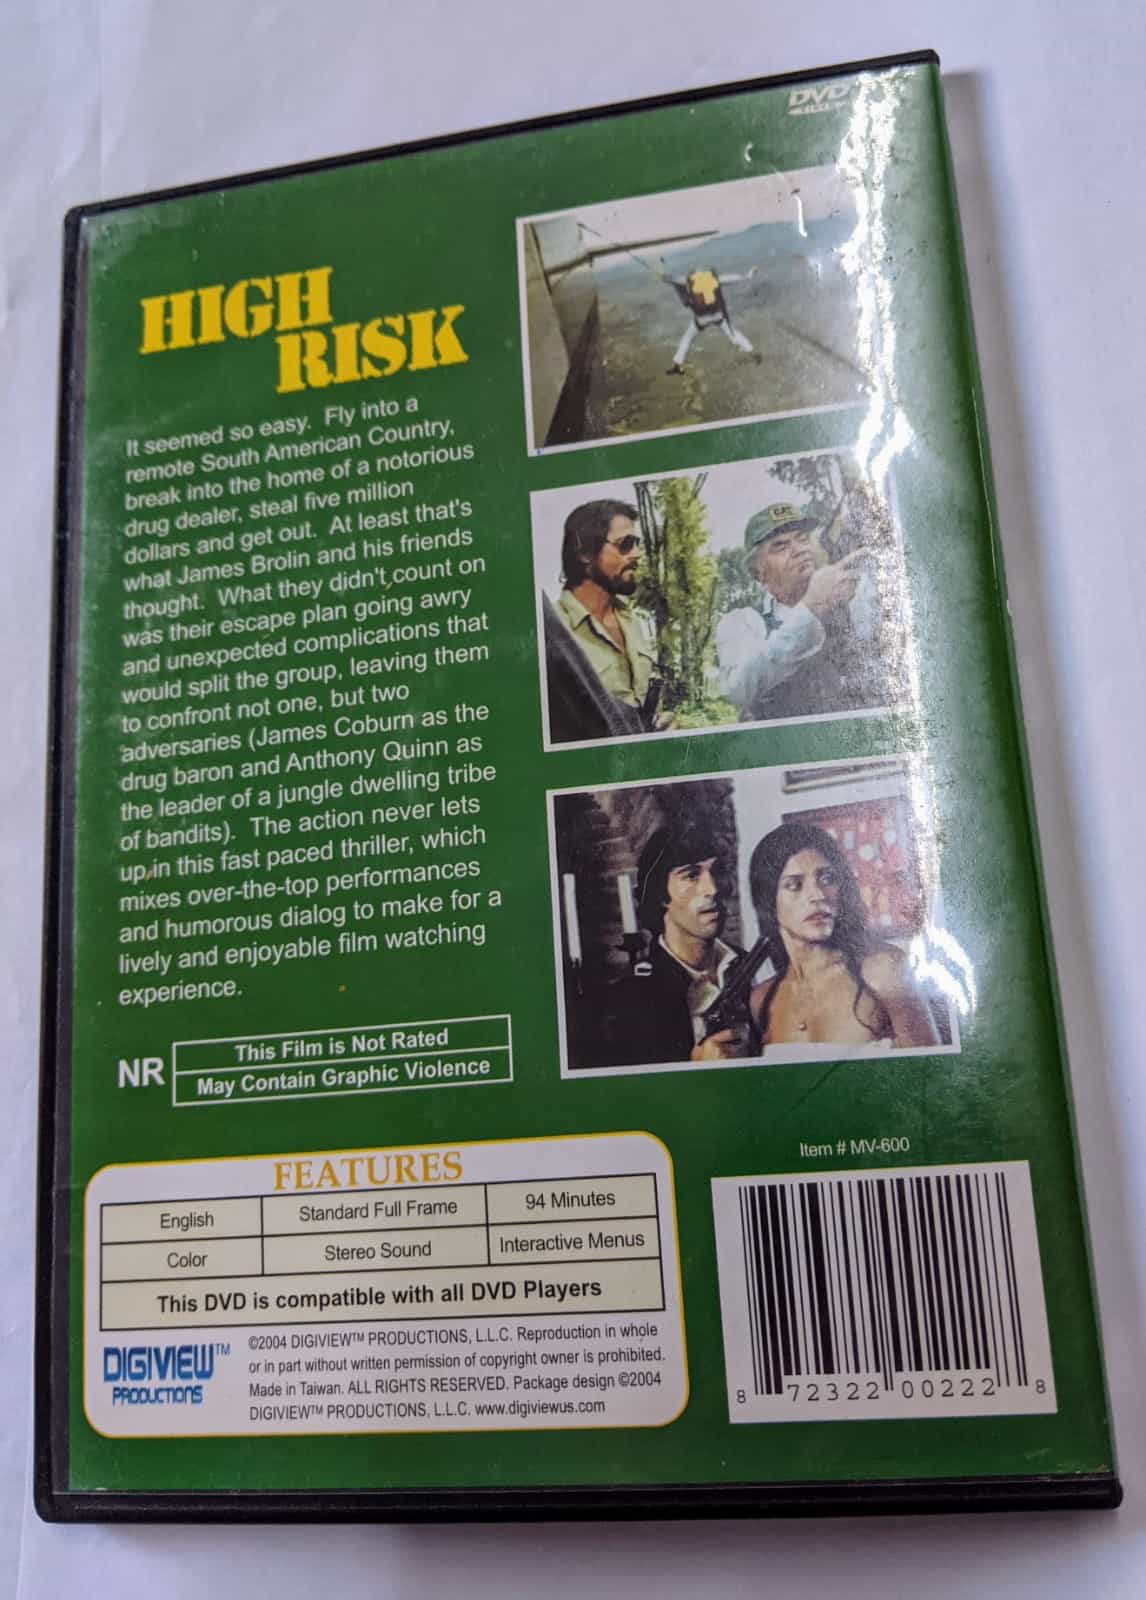 DVD
HIGH
RISK
It seemed so easy. Fly into a
remote South American Country,
break into the home of a notorious
drug dealer, steal five million
dollars and get out. At least that's
what James Brolin and his friends
thought. What they didn't count on
was their escape plan going awry
and unexpected complications that
would split the group, leaving them
to confront not one, but two
adversaries (James Coburn as the
drug baron and Anthony Quinn as
the leader of a jungle dwelling tribe
of bandits). The action never lets
up in this fast paced thriller, which
mixes over-the-top performances
and humorous dialog to make for a
lively and enjoyable film watching
experience.
NR
This Film is Not Rated
May Contain Graphic Violence
Item # MV-600
FEATURES
English Standard Full Frame 94 Minutes
Color Stereo Sound Interactive Menus
This DVD is compatible with all DVD Players
DIGIVIEW™
PRODUCTIONS
©2004 DIGIVIEW™ PRODUCTIONS, L.L.C. Reproduction in whole
or in part without written permission of copyright owner is prohibited.
Made in Taiwan. ALL RIGHTS RESERVED. Package design ©2004
DIGIVIEW™ PRODUCTIONS, L.L.C. www.digiviewus.com
8 72322 00222 8